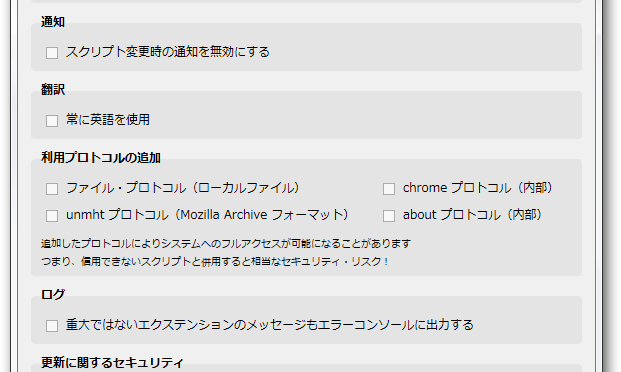 通知
スクリプト変更時の通知を無効にする
翻訳
常に英語を使用
利用プロトコルの追加
ファイル・プロトコル（ローカルファイル） chrome プロトコル（内部）
unmht プロトコル（Mozilla Archive フォーマット） about プロトコル（内部）
追加したプロトコルによりシステムへのフルアクセスが可能になることがあります
つまり、信用できないスクリプトと併用すると相当なセキュリティ・リスク！
ログ
重大ではないエクステンションのメッセージもエラーコンソールに出力する
更新に関するセキュリティ